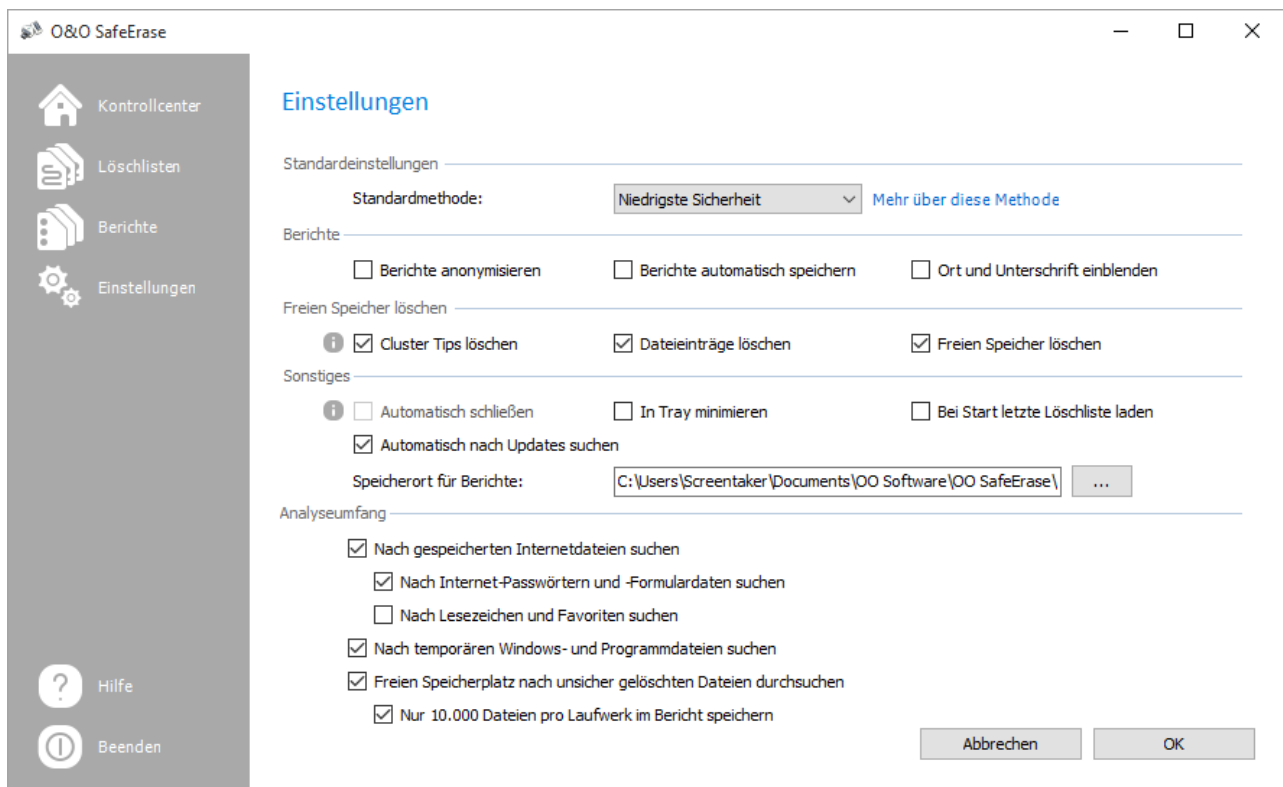 O&O SafeErase
Kontrollcenter
Löschlisten
Berichte
Einstellungen
Hilfe
Beenden
Einstellungen
Standardeinstellungen
Standardmethode: Niedrigste Sicherheit Mehr über diese Methode
Berichte
Berichte anonymisieren Berichte automatisch speichern Ort und Unterschrift einblenden
Freien Speicher löschen
Cluster Tips löschen Dateieinträge löschen Freien Speicher löschen
Sonstiges
Automatisch schließen In Tray minimieren Bei Start letzte Löschliste laden
Automatisch nach Updates suchen
Speicherort für Berichte: C:\Users\Screentaker\Documents\OO Software\OO SafeErase\ ...
Analyseumfang
Nach gespeicherten Internetdateien suchen
Nach Internet-Passwörtern und -Formulardaten suchen
Nach Lesezeichen und Favoriten suchen
Nach temporären Windows- und Programmdateien suchen
Freien Speicherplatz nach unsicher gelöschten Dateien durchsuchen
Nur 10.000 Dateien pro Laufwerk im Bericht speichern
Abbrechen OK